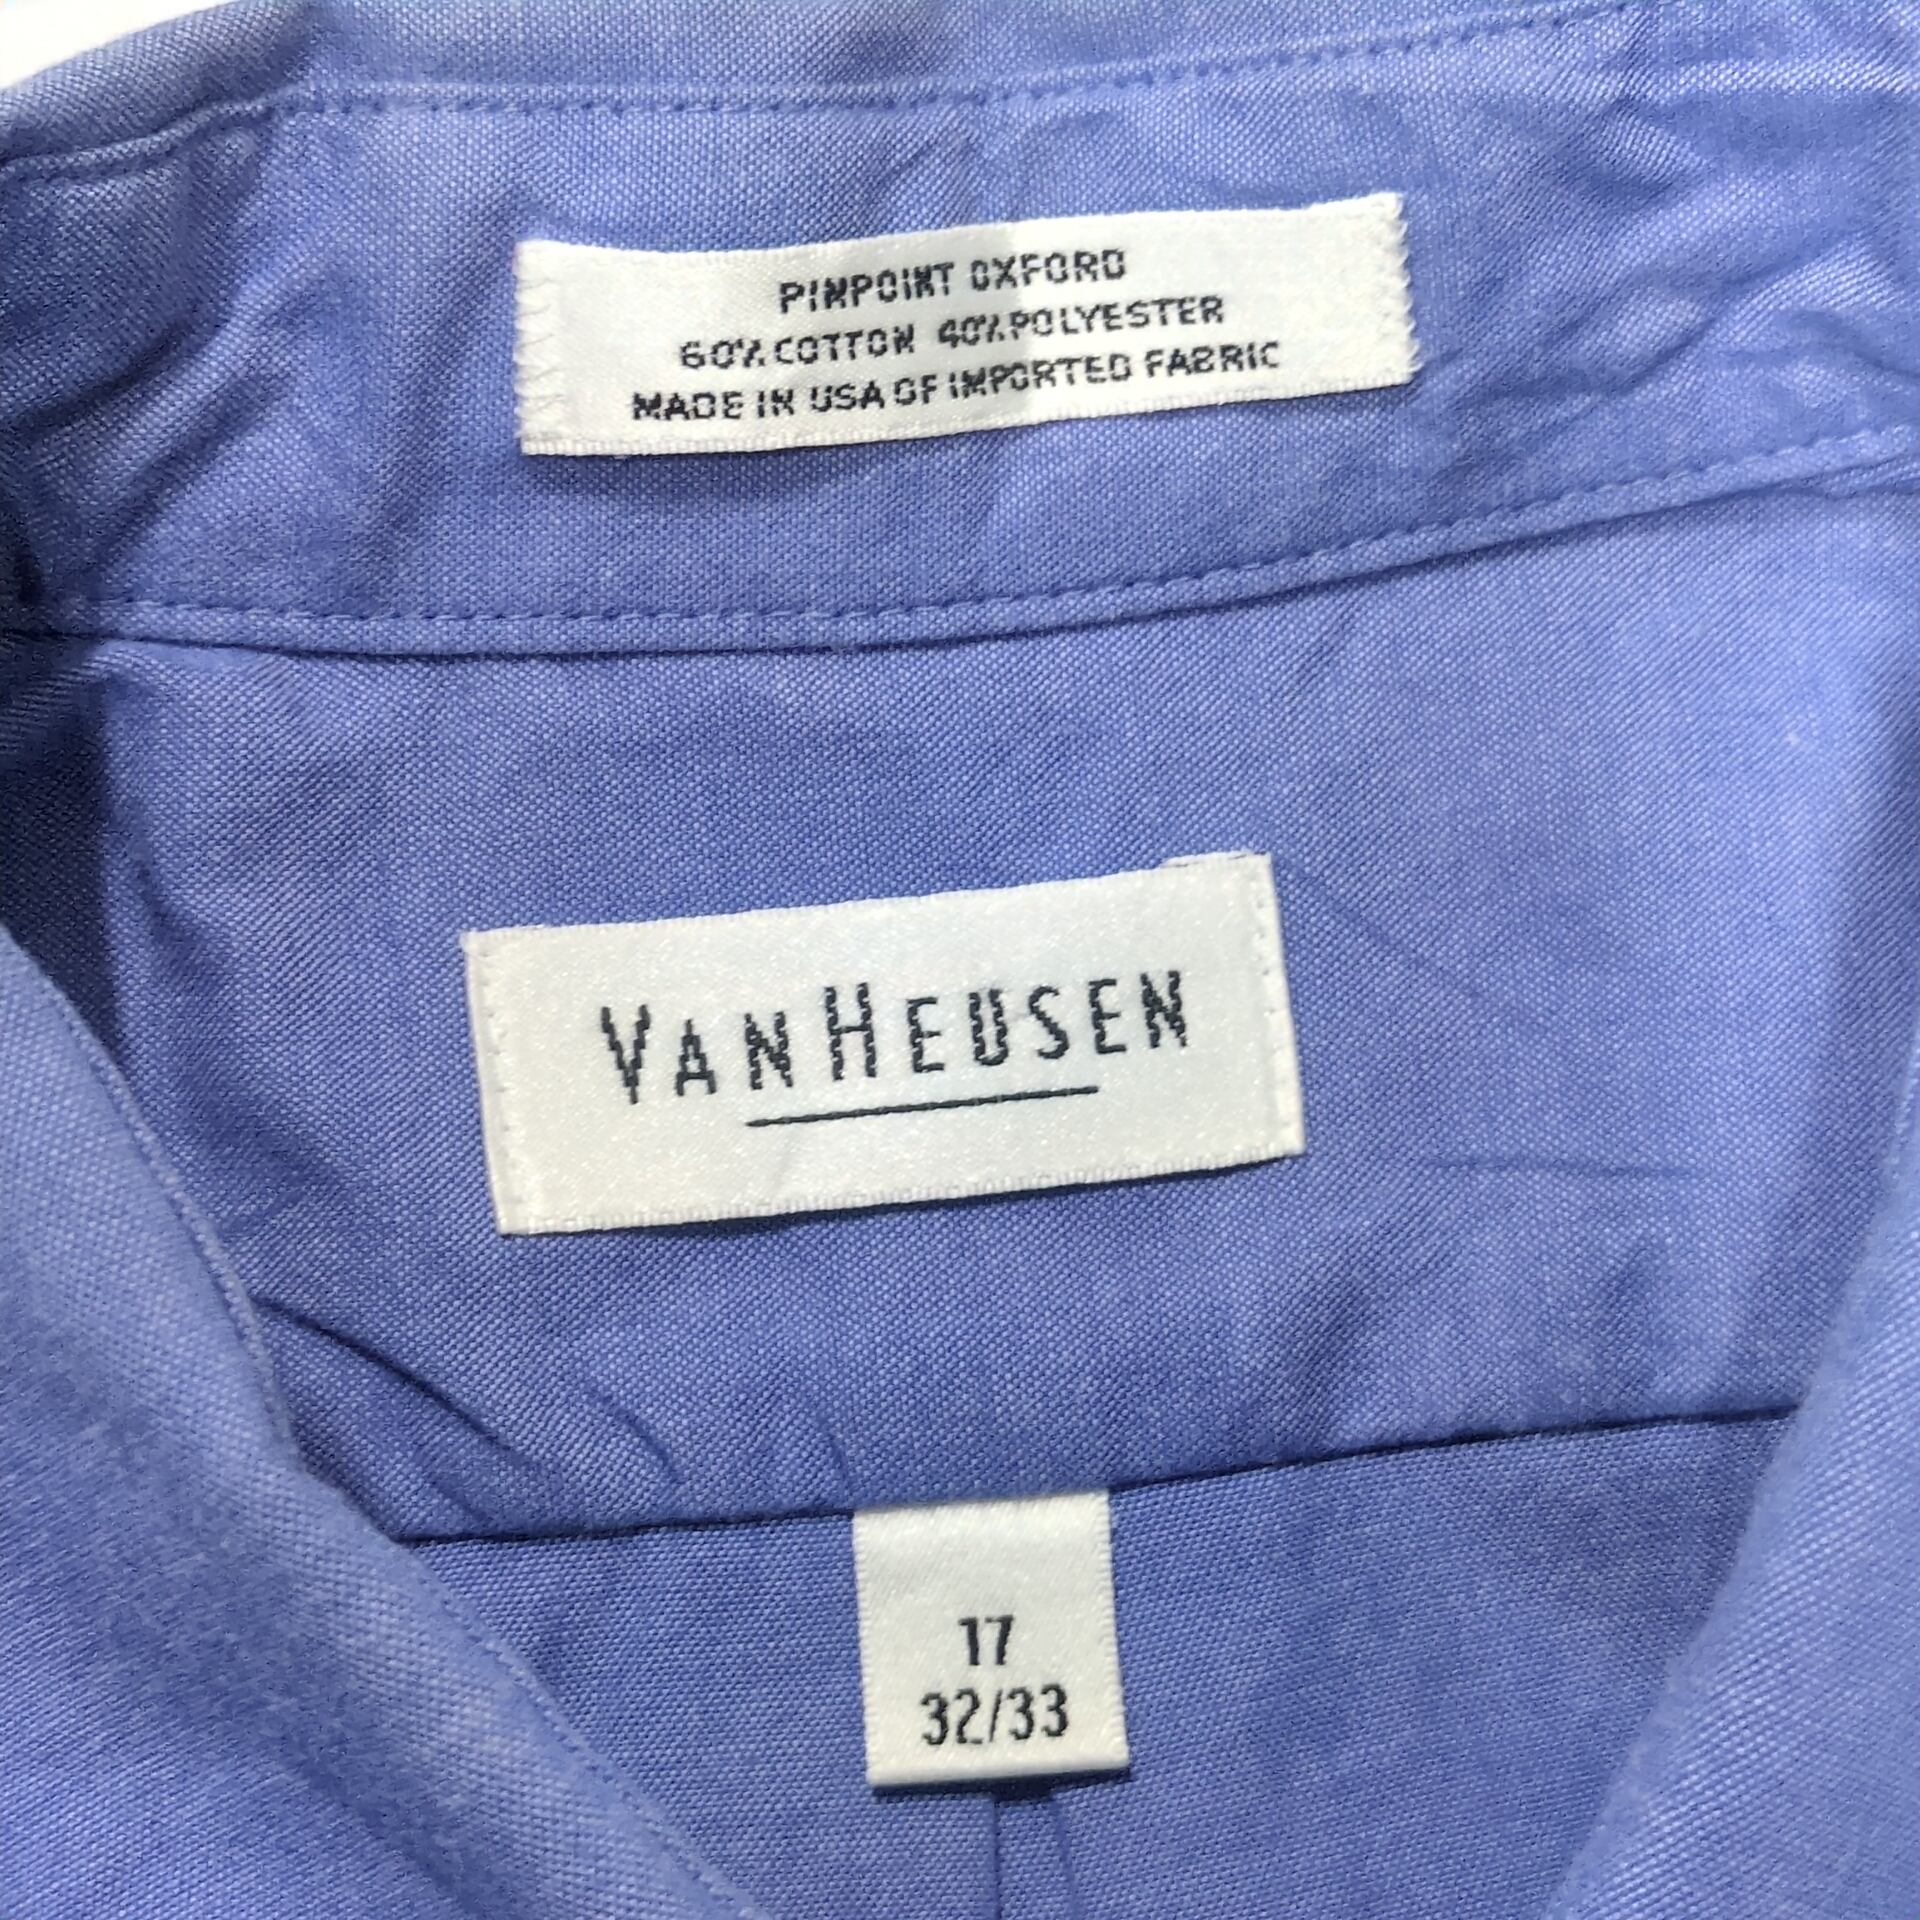 PINPOINT OXFORD
60% COTTON 40% POLYESTER
MADE IN USA OF IMPORTED FABRIC
VANHEUSEN
17
32/33